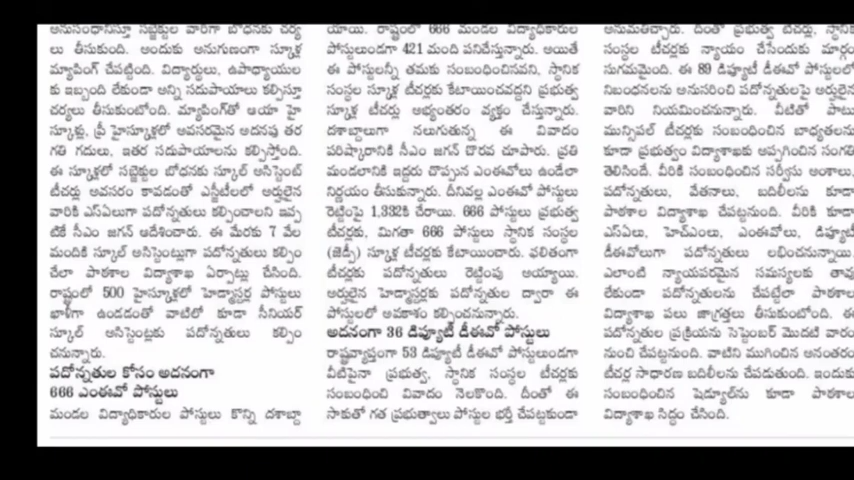 అనుసంధానిస్తూ సబ్జెక్టుల వారీగా బోధనకు చర్య
లు తీసుకుంది. అందుకు అనుగుణంగా స్కూళ్ల
మ్యాపింగ్ చేపట్టింది. విద్యార్థులు, ఉపాధ్యాయుల
కు ఇబ్బంది లేకుండా అన్ని సదుపాయాలు కల్పిస్తూ
చర్యలు తీసుకుంటోంది. మ్యాపింగ్‌తో ఆయా హై
స్కూళ్లు, ప్రీ హైస్కూళ్లలో అవసరమైన అదనపు తర
గతి గదులు, ఇతర సదుపాయాలను కల్పిస్తోంది.
ఈ స్కూళ్లలో సబ్జెక్టుల బోధనకు స్కూల్ అసిస్టెంట్
టీచర్లు అవసరం కావడంతో ఎస్జీటీలలో అర్హులైన
వారికి ఎస్ఏలుగా పదోన్నతులు కల్పించాలని ఇప్ప
టికే సీఎం జగన్ ఆదేశించారు. ఈ మేరకు 7 వేల
మందికి స్కూల్ అసిస్టెంట్లుగా పదోన్నతులు కల్పిం
చేలా పాఠశాల విద్యాశాఖ ఏర్పాట్లు చేసింది.
రాష్ట్రంలో 500 హైస్కూళ్లలో హెడ్మాస్టర్ల పోస్టులు
ఖాళీగా ఉండడంతో వాటిలో కూడా సీనియర్
స్కూల్ అసిస్టెంట్లకు పదోన్నతులు కల్పిం
చనున్నారు.
పదోన్నతుల కోసం అదనంగా
666 ఎంఈవో పోస్టులు
మండల విద్యాధికారుల పోస్టులు కొన్ని దశాబ్దా
యాయి. రాష్ట్రంలో 666 మండల విద్యాధికారుల
పోస్టులుండగా 421 మంది పనిచేస్తున్నారు. అయితే
ఈ పోస్టులన్నీ తమకు సంబంధించినవని, స్థానిక
సంస్థల స్కూళ్ల టీచర్లకు కేటాయించవద్దని ప్రభుత్వ
స్కూళ్ల టీచర్లు అభ్యంతరం వ్యక్తం చేస్తున్నారు.
దశాబ్దాలుగా నలుగుతున్న ఈ వివాదం
పరిష్కారానికి సీఎం జగన్ చొరవ చూపారు. ప్రతి
మండలానికి ఇద్దరు చొప్పున ఎంఈవోలు ఉండేలా
నిర్ణయం తీసుకున్నారు. దీనివల్ల ఎంఈవో పోస్టులు
రెట్టింపై 1,332కి చేరాయి. 666 పోస్టులు ప్రభుత్వ
టీచర్లకు, మిగతా 666 పోస్టులు స్థానిక సంస్థల
(జెడ్పీ) స్కూళ్ల టీచర్లకు కేటాయించారు. ఫలితంగా
టీచర్లకు పదోన్నతులు రెట్టింపు అయ్యాయి.
అర్హులైన హెడ్మాస్టర్లకు పదోన్నతుల ద్వారా ఈ
పోస్టులలో అవకాశం కల్పించనున్నారు.
అదనంగా 36 డిప్యూటీ డీఈవో పోస్టులు
రాష్ట్రవ్యాప్తంగా 53 డిప్యూటీ డీఈవో పోస్టులుండగా
వీటిపైనా ప్రభుత్వ, స్థానిక సంస్థల టీచర్లకు
సంబంధించి వివాదం నెలకొంది. దీంతో ఈ
సాకుతో గత ప్రభుత్వాలు పోస్టుల భర్తీ చేపట్టకుండా
అనుమతిచ్చారు. దీంతో ప్రభుత్వ టీచర్లు, స్థానిక
సంస్థల టీచర్లకు న్యాయం చేసేందుకు మార్గం
సుగమమైంది. ఈ 89 డిప్యూటీ డీఈవో పోస్టులలో
నిబంధనలను అనుసరించి పదోన్నతులపై అర్హులైన
వారిని నియమించనున్నారు. వీటితో పాటు
మున్సిపల్ టీచర్లకు సంబంధించిన బాధ్యతలను
కూడా ప్రభుత్వం విద్యాశాఖకు అప్పగించిన సంగతి
తెలిసిందే. వీరికి సంబంధించిన సర్వీసు అంశాలు,
పదోన్నతులు, వేతనాలు, బదిలీలను కూడా
పాఠశాల విద్యాశాఖ చేపట్టనుంది. వీరికి కూడా
ఎస్ఏలు, హెచ్ఎంలు, ఎంఈవోలు, డిప్యూటీ
డీఈవోలుగా పదోన్నతులు లభించనున్నాయి.
ఎలాంటి న్యాయపరమైన సమస్యలకు తావు
లేకుండా పదోన్నతులను చేపట్టేలా పాఠశాల
విద్యాశాఖ పలు జాగ్రత్తలు తీసుకుంటోంది. ఈ
పదోన్నతుల ప్రక్రియను సెప్టెంబర్ మొదటి వారం
నుంచి చేపట్టనుంది. వాటిని ముగించిన అనంతరం
టీచర్ల సాధారణ బదిలీలను చేపడుతుంది. ఇందుకు
సంబంధించిన షెడ్యూల్‌ను కూడా పాఠశాల
విద్యాశాఖ సిద్ధం చేసింది.